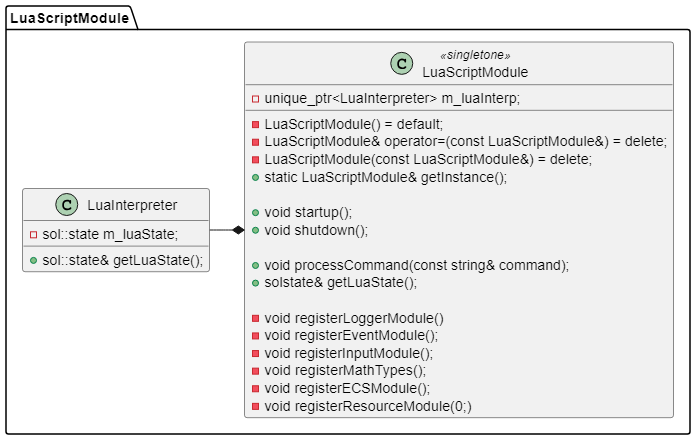 LuaScriptModule
C
«singletone»
LuaScriptModule
unique_ptr<LuaInterpreter> m_luaInterp;
LuaScriptModule() = default;
LuaScriptModule& operator=(const LuaScriptModule&) = delete;
LuaScriptModule(const LuaScriptModule&) = delete;
static LuaScriptModule& getInstance();
void startup();
void shutdown();
void processCommand(const string& command);
solstate& getLuaState();
void registerLoggerModule()
void registerEventModule();
void registerInputModule();
void registerMathTypes();
void registerECSModule();
void registerResourceModule(0;)
C LuaInterpreter
sol::state m_luaState;
sol::state& getLuaState();